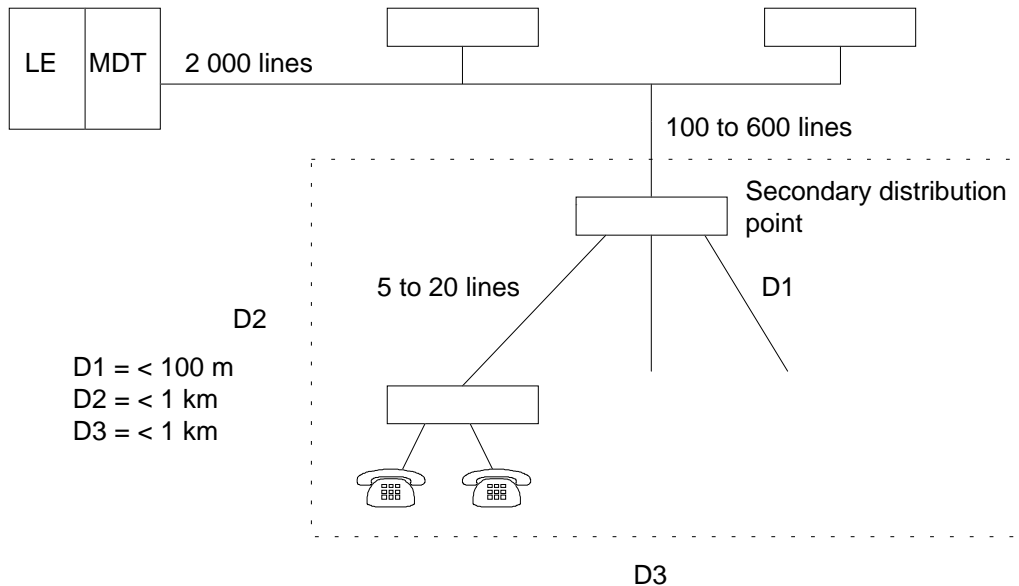 LE
MDT
2 000 lines
100 to 600 lines
Secondary distribution
point
5 to 20 lines
D1
D2
D1 = < 100 m
D2 = < 1 km
D3 = < 1 km
D3